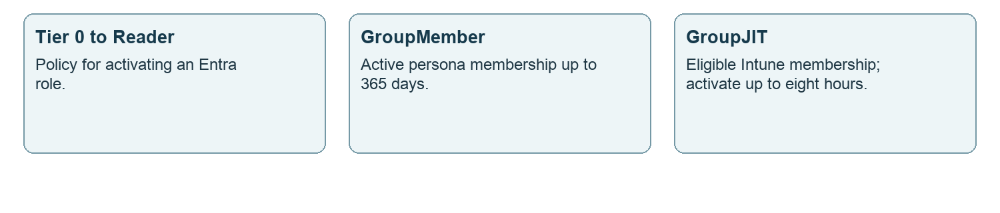 Tier 0 to Reader
Policy for activating an Entra
role.
GroupMember
Active persona membership up to
365 days.
GroupJIT
Eligible Intune membership;
activate up to eight hours.